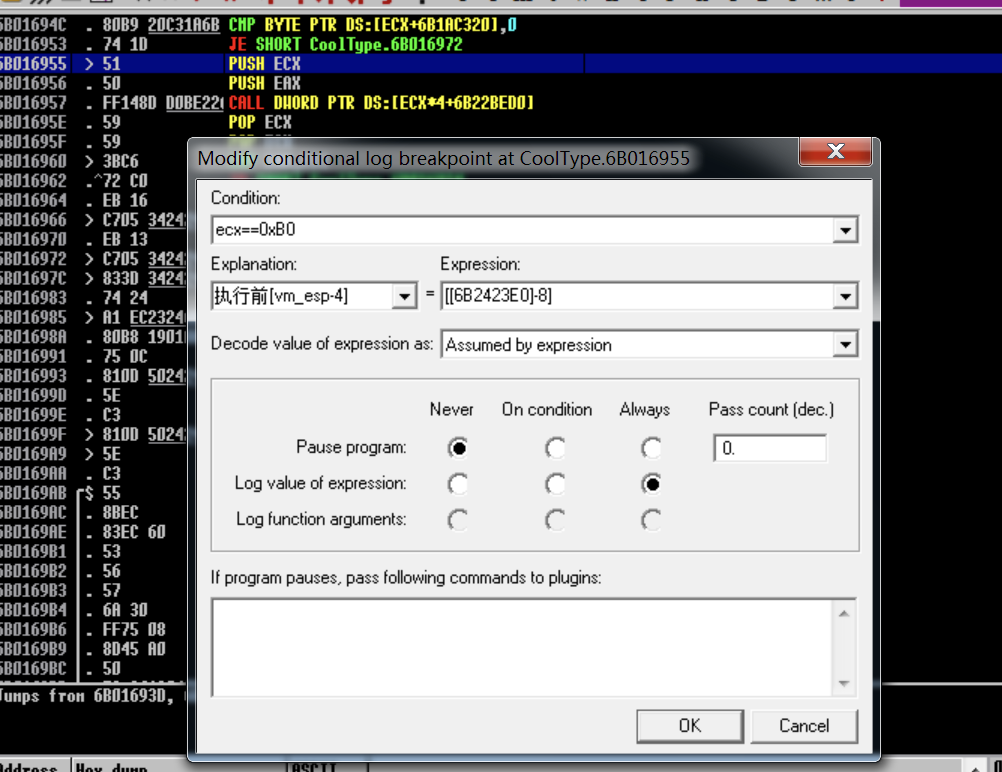 6B01694C . 80B9 20C31A6B CMP BYTE PTR DS:[ECX+6B1AC320],0
6B016953 . 74 1D JE SHORT CoolType.6B016972
6B016955 > 51 PUSH ECX
6B016956 . 50 PUSH EAX
6B016957 . FF148D D0BE22( CALL DWORD PTR DS:[ECX*4+6B22BED0]
6B01695E . 59 POP ECX
6B01695F . 59
6B016960 > 3BC6
6B016962 .^72 C0
6B016964 . EB 16
6B016966 > C705 3424
6B016970 . EB 13
6B016972 > C705 3424
6B01697C > 833D 3424
6B016983 . 74 24
6B016985 > A1 EC2324
6B01698A . 80B8 1901
6B016991 . 75 0C
6B016993 . 810D 5024
6B01699D . 5E
6B01699E . C3
6B01699F > 810D 5024
6B0169A9 > 5E
6B0169AA . C3
6B0169AB $ 55
6B0169AC . 8BEC
6B0169AE . 83EC 60
6B0169B1 . 53
6B0169B2 . 56
6B0169B3 . 57
6B0169B4 . 6A 30
6B0169B6 . FF75 08
6B0169B9 . 8D45 A0
6B0169BC . 50
Jumps from 6B01693D,
Address Hex dump ASCII
Modify conditional log breakpoint at CoolType.6B016955
Condition:
ecx==0xB0
Explanation: Expression:
执行前[vm_esp-4] = [[6B2423E0]-8]
Decode value of expression as: Assumed by expression
Never On condition Always Pass count (dec.)
Pause program: 0.
Log value of expression:
Log function arguments:
If program pauses, pass following commands to plugins:
OK Cancel